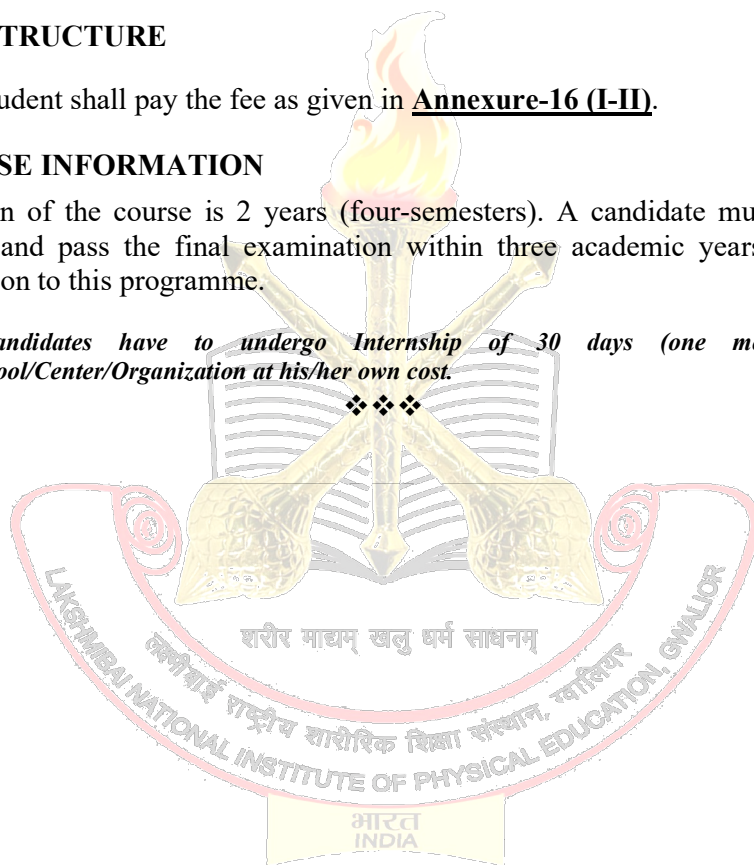 TRUCTURE
udent shall pay the fee as given in Annexure-16 (I-II).
SE INFORMATION
n of the course is 2 years (four-semesters). A candidate mu
and pass the final examination within three academic years
on to this programme.
andidates have to undergo Internship of 30 days (one m
ool/Center/Organization at his/her own cost.
शरीर माद्यम् खलु धर्म साधनम्
लक्ष्मीबाई राष्ट्रीय शारीरिक शिक्षा संस्थान, ग्वालियर
LAKSHMIBAI NATIONAL INSTITUTE OF PHYSICAL EDUCATION, GWALIOR
भारत
INDIA